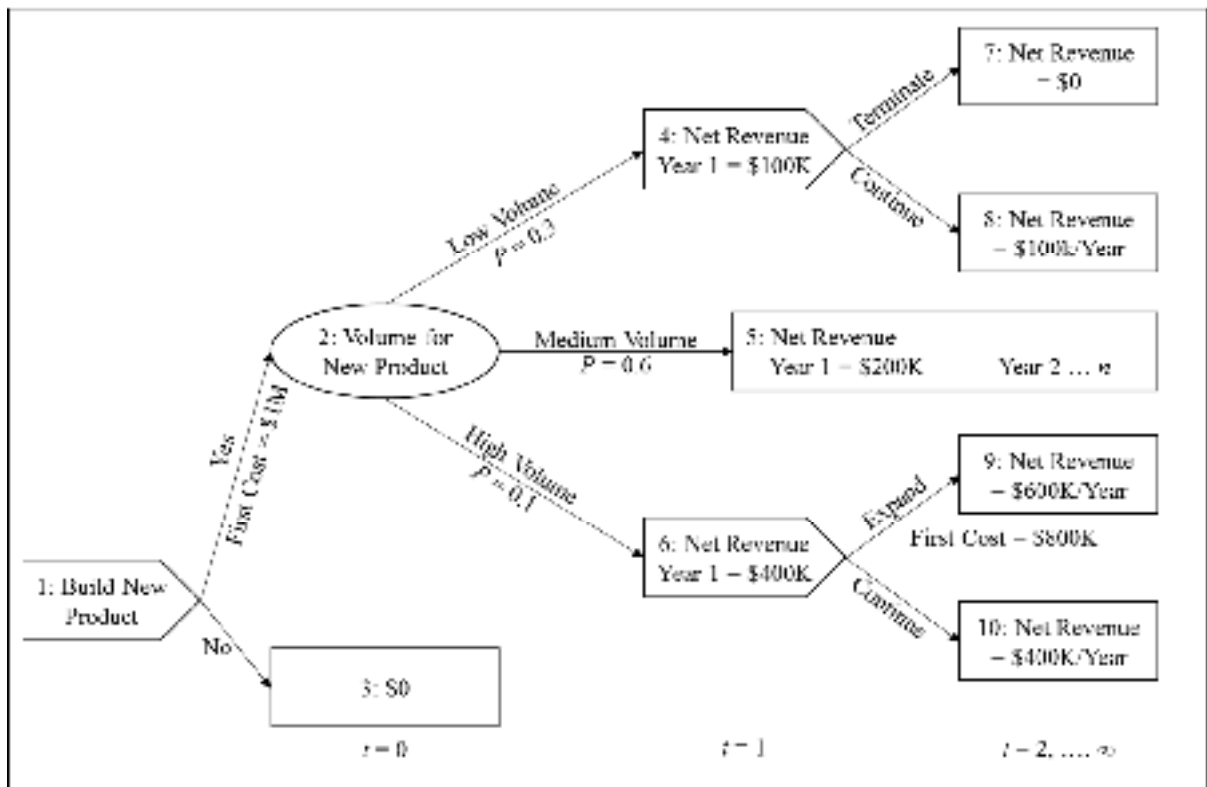 7: Net Revenue
= $0
Terminate
4: Net Revenue
Year 1 = $100K
Continue
8: Net Revenue
= $100k/Year
Low Volume
P = 0.3
2: Volume for
New Product
Medium Volume
P = 0.6
5: Net Revenue
Year 1 = $200K Year 2 …
Yes
First Cost = $1M
High Volume
P = 0.1
9: Net Revenue
= $600K/Year
Expand
First Cost = $800K
6: Net Revenue
Year 1 = $400K
Continue
10: Net Revenue
= $400K/Year
1: Build New
Product
No
3: $0
t = 0
t = 1
t = 2, …. ∞